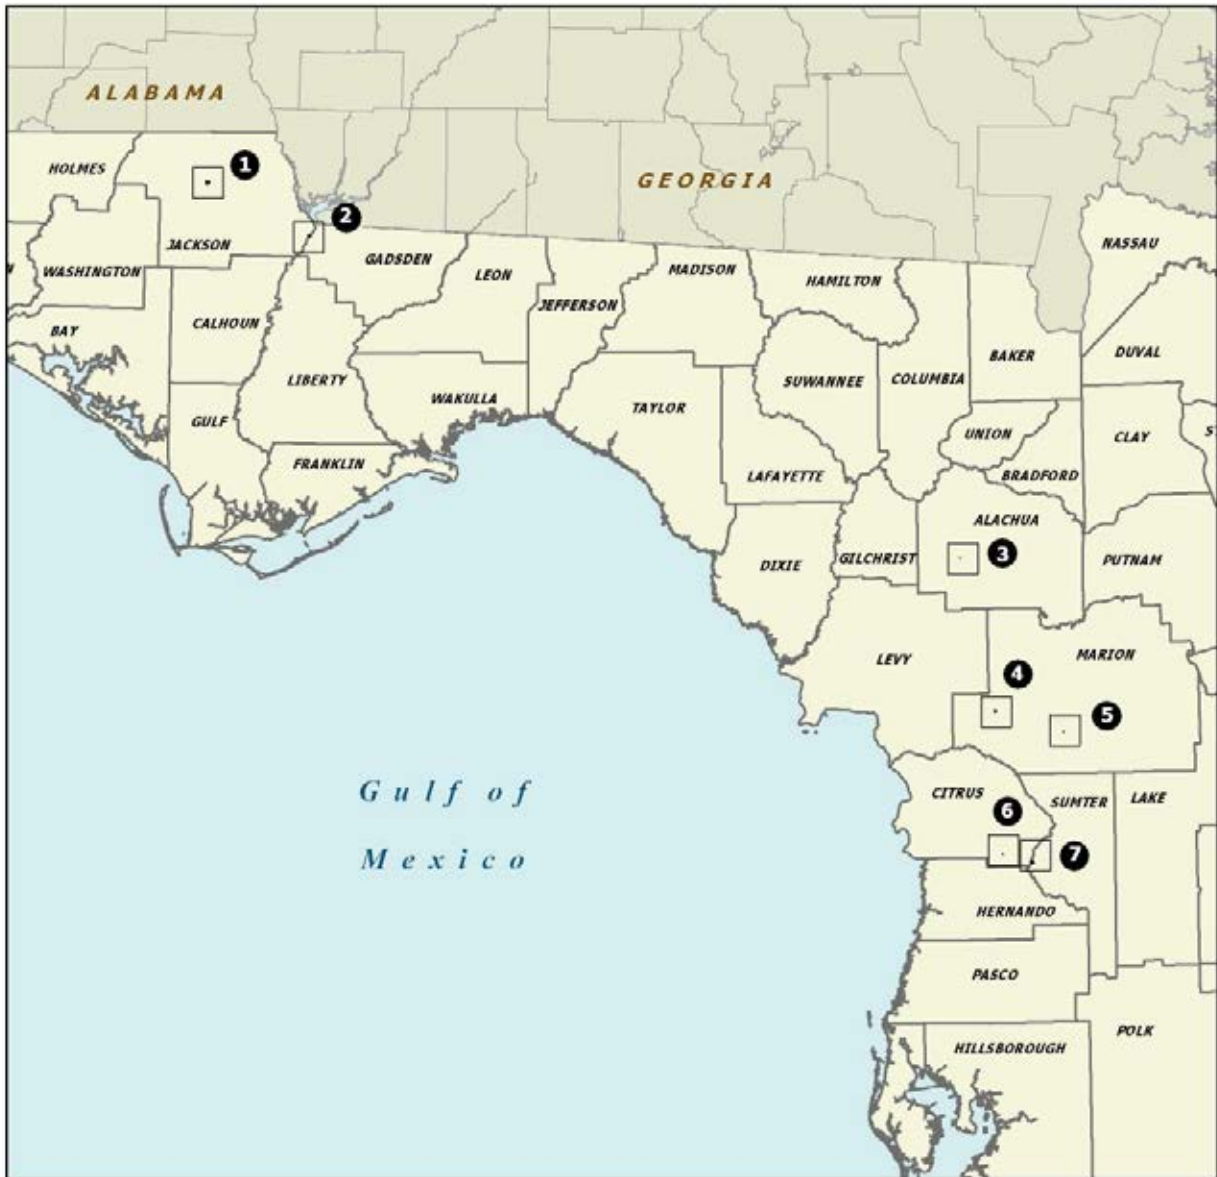 ALABAMA
GEORGIA
HOLMES
1
2
JACKSON
WASHINGTON
GADSDEN
LEON
MADISON
HAMILTON
NASSAU
BAY
CALHOUN
JEFFERSON
BAKER
DUVAL
LIBERTY
WAKULLA
TAYLOR
SUWANNEE
COLUMBIA
GULF
UNION
CLAY
S
FRANKLIN
LAFAYETTE
BRADFORD
ALACHUA
DIXIE
GILCHRIST
3
PUTNAM
LEVY
MARION
4
5
Gulf of
Mexico
CITRUS
6
SUMTER
LAKE
7
HERNANDO
PASCO
POLK
HILLSBOROUGH